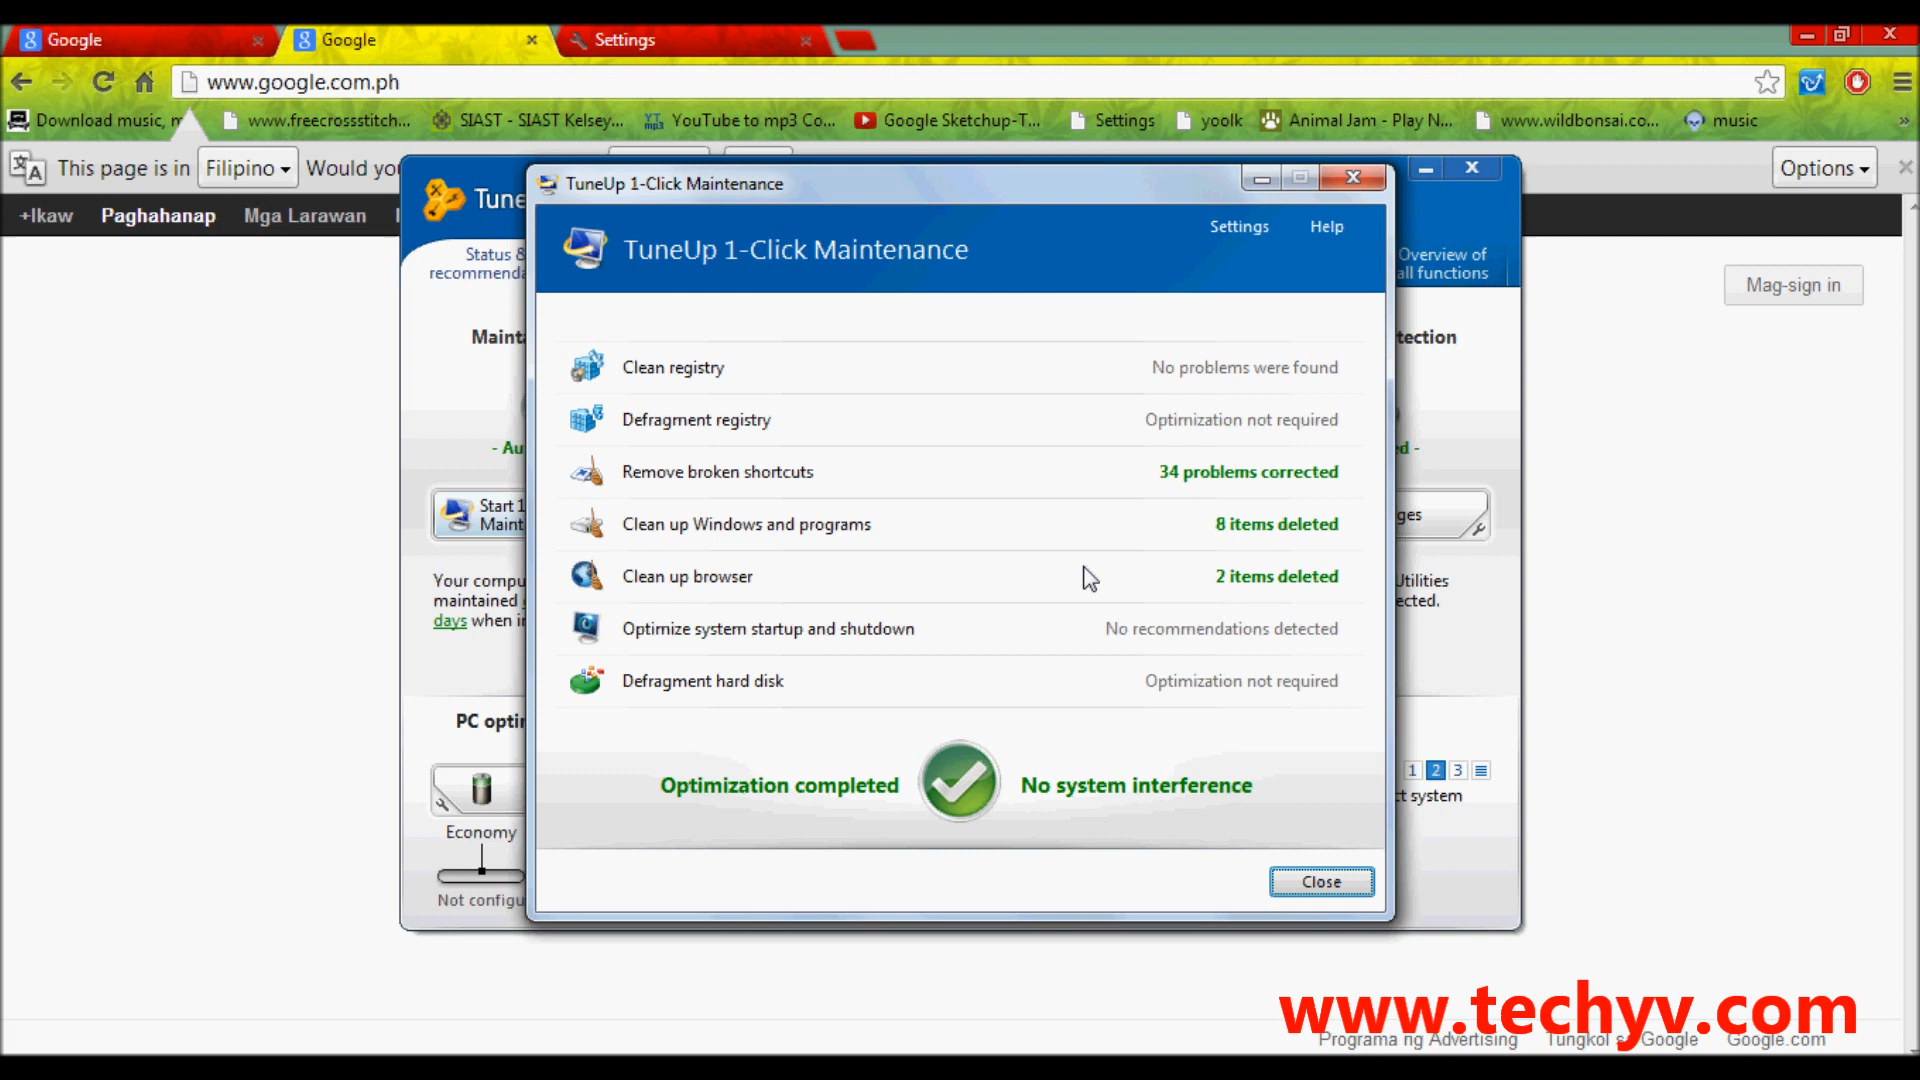 Google
Google
Settings
www.google.com.ph
Download music, m
www.freecrossstitch...
SIAST - SIAST Kelsey...
YouTube to mp3 Co...
Google Sketchup-T...
Settings
yoolk
Animal Jam - Play N...
www.wildbonsai.co...
music
»
This page is in
Filipino
Would you
Options
+Ikaw
Paghahanap
Mga Larawan
Mag-sign in
Tune
Status &
recommenda
Overview of
all functions
Mainta
tection
- Au
d -
Start 1
Maint
ges
Your compu
maintained
days when i
Utilities
ected.
PC opti
Economy
Not configu
1 2 3
ct system
TuneUp 1-Click Maintenance
TuneUp 1-Click Maintenance
Settings
Help
Clean registry
No problems were found
Defragment registry
Optimization not required
Remove broken shortcuts
34 problems corrected
Clean up Windows and programs
8 items deleted
Clean up browser
2 items deleted
Optimize system startup and shutdown
No recommendations detected
Defragment hard disk
Optimization not required
Optimization completed
No system interference
Close
www.techyv.com
Programa ng Advertising
Tungkol s Google
Google.com